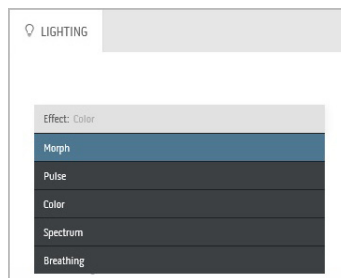 LIGHTING
Effect: Color
Morph
Pulse
Color
Spectrum
Breathing